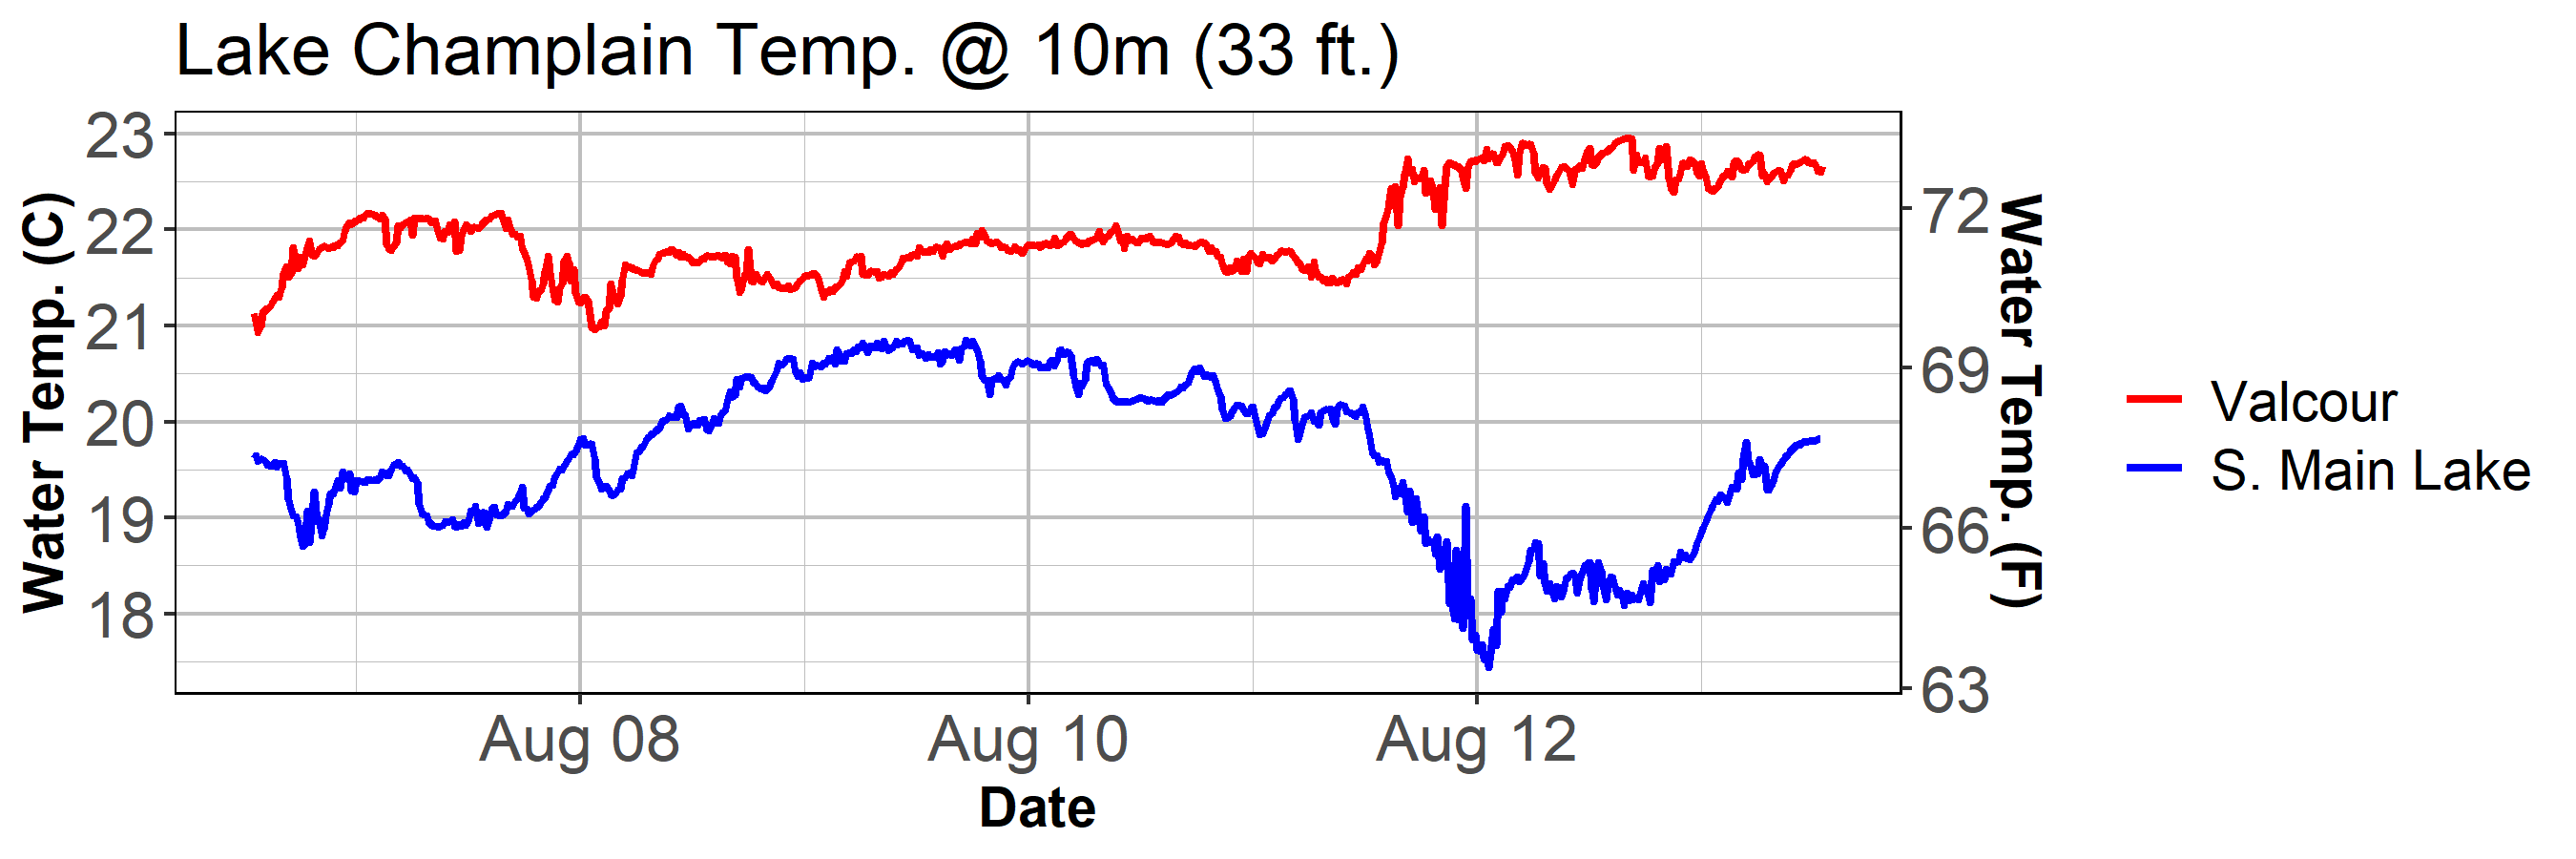 Lake Champlain Temp. @ 10m (33 ft.)
Water Temp. (C)
23
22
21
20
19
18
72
69
66
63
Water Temp. (F)
Aug 08
Aug 10
Aug 12
Date
Valcour
S. Main Lake